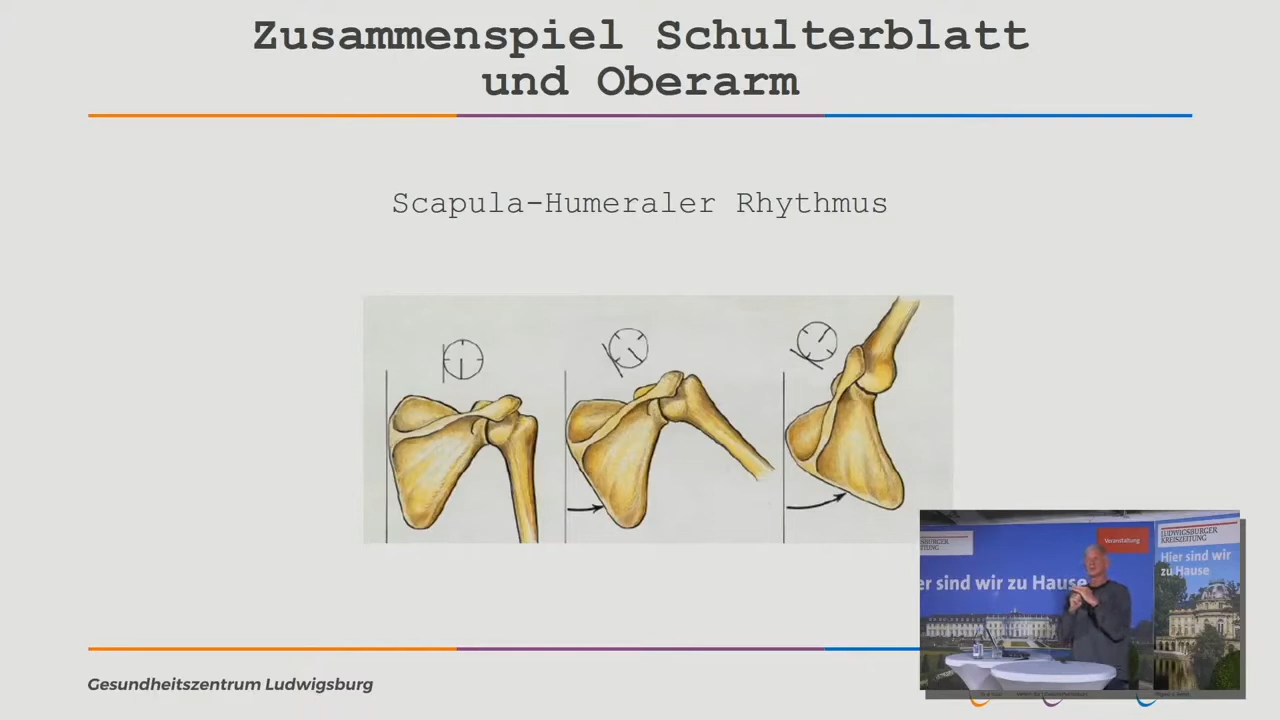 Zusammenspiel Schulterblatt
und Oberarm
Scapula-Humeraler Rhythmus
Veranstaltung
LUDWIGSBURGER
KREISZEITUNG
Hier sind wir
zu Hause
er sind wir zu Hause
Gesundheitszentrum Ludwigsburg